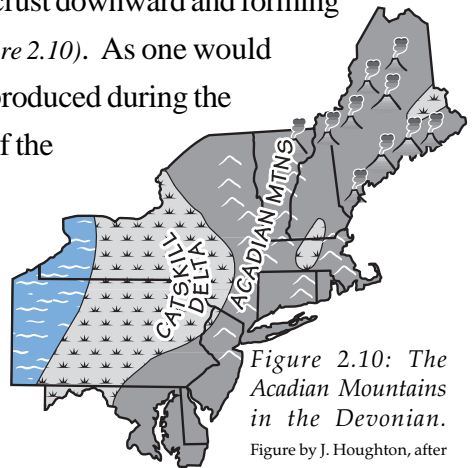 crust downward and forming
re 2.10). As one would
produced during the
f the
CATSKILL
DELTA
ACADIAN MTNS
Figure 2.10: The
Acadian Mountains
in the Devonian.
Figure by J. Houghton, after